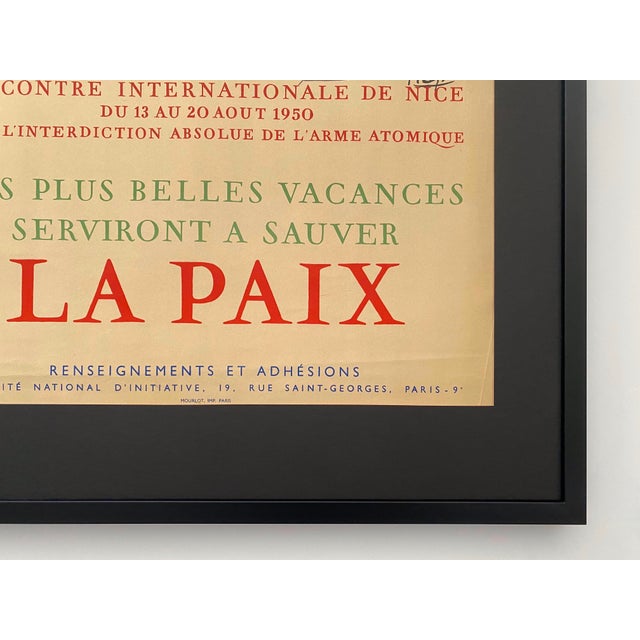 CONTRE INTERNATIONALE DE NICE
DU 13 AU 20 AOUT 1950
L'INTERDICTION ABSOLUE DE L'ARME ATOMIQUE
S PLUS BELLES VACANCES
SERVIRONT A SAUVER
LA PAIX
RENSEIGNEMENTS ET ADHÉSIONS
ITÉ NATIONAL D'INITIATIVE, 19, RUE SAINT-GEORGES, PARIS - 9ᵉ
MOURLOT, IMP. PARIS